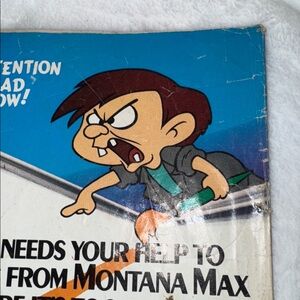 TENTION
AD
OW!
NEEDS YOUR HELP TO
FROM MONTANA MAX